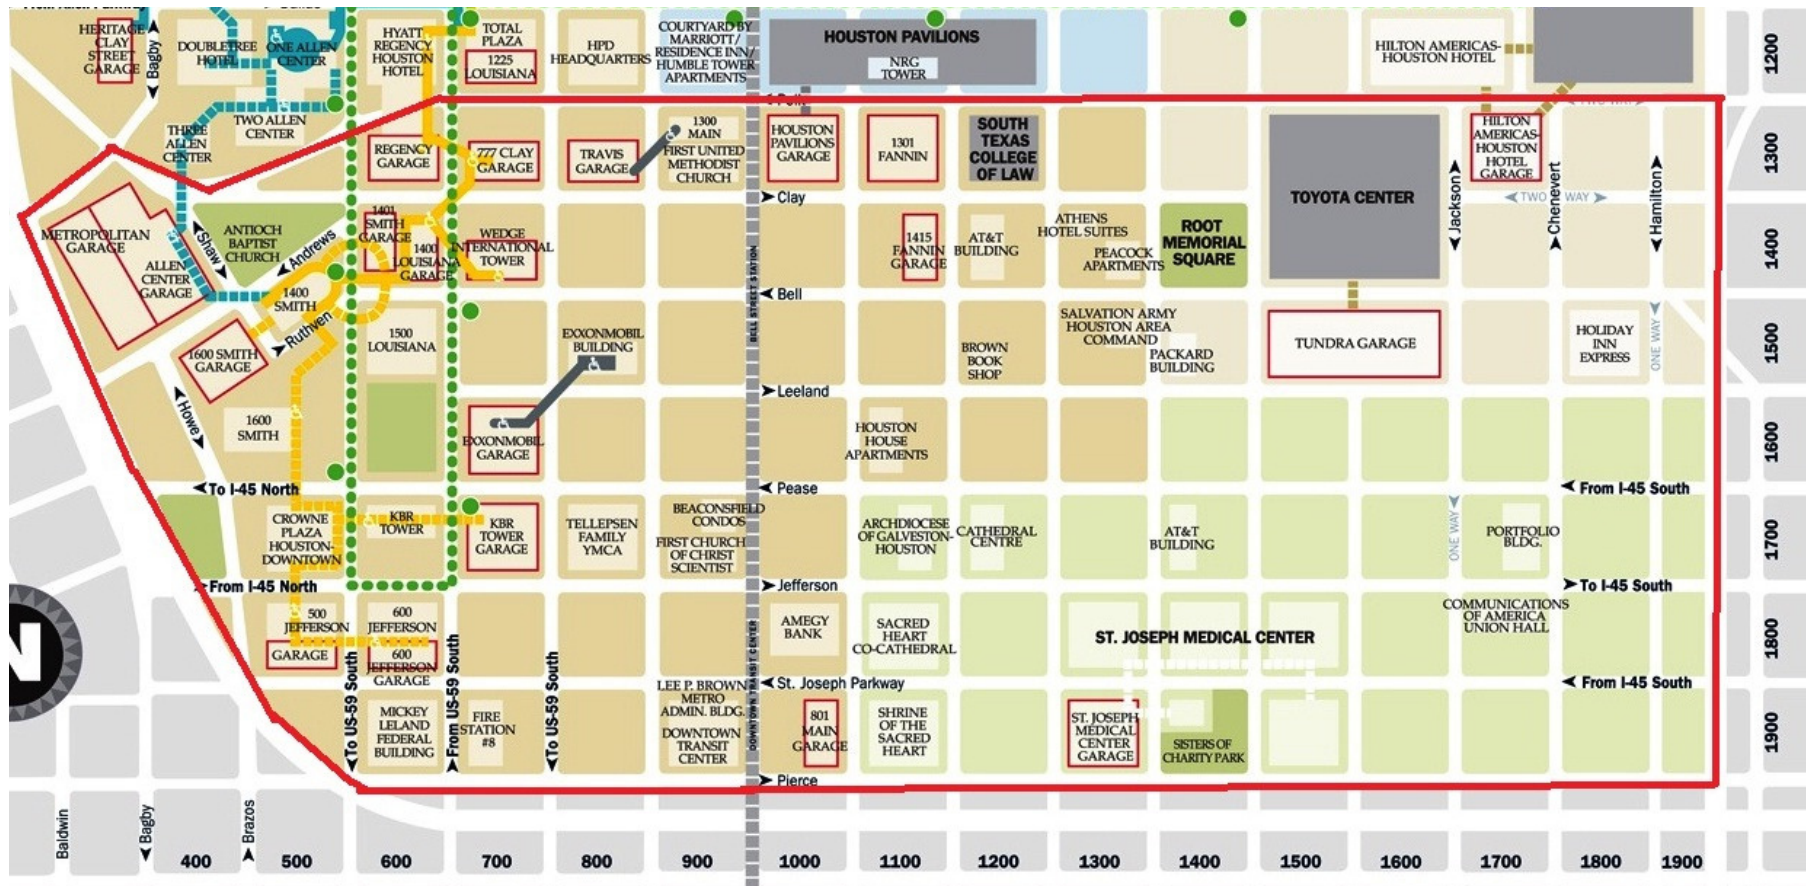 HERITAGE
CLAY
STREET
GARAGE
Bagby
DOUBLETREE
HOTEL
ONE ALLEN
CENTER
HYATT
REGENCY
HOUSTON
HOTEL
TOTAL
PLAZA
1225
LOUISIANA
HPD
HEADQUARTERS
COURTYARD BY
MARRIOTT/
RESIDENCE INN/
HUMBLE TOWER
APARTMENTS
HOUSTON PAVILIONS
NRG
TOWER
HILTON AMERICAS-
HOUSTON HOTEL
1200
THREE
ALLEN
CENTER
TWO ALLEN
CENTER
REGENCY
GARAGE
777 CLAY
GARAGE
TRAVIS
GARAGE
1300
MAIN
FIRST UNITED
METHODIST
CHURCH
Polk
HOUSTON
PAVILIONS
GARAGE
1301
FANNIN
SOUTH
TEXAS
COLLEGE
OF LAW
TWO WAY
HILTON
AMERICAS-
HOUSTON
HOTEL
GARAGE
1300
Clay
TOYOTA CENTER
Jackson
TWO WAY
Chenevert
Hamilton
METROPOLITAN
GARAGE
ALLEN
CENTER
GARAGE
Shaw
ANTIOCH
BAPTIST
CHURCH
Andrews
1401
SMITH
GARAGE
1400
LOUISIANA
GARAGE
WEDGE
INTERNATIONAL
TOWER
BELL STREET STATION
1415
FANNIN
GARAGE
AT&T
BUILDING
ATHENS
HOTEL SUITES
PEACOCK
APARTMENTS
ROOT
MEMORIAL
SQUARE
1400
1400
SMITH
Bell
1600 SMITH
GARAGE
Ruthven
1500
LOUISIANA
EXXONMOBIL
BUILDING
BROWN
BOOK
SHOP
SALVATION ARMY
HOUSTON AREA
COMMAND
PACKARD
BUILDING
TUNDRA GARAGE
HOLIDAY
INN
EXPRESS
ONE WAY
1500
Leeland
Howe
1600
SMITH
EXXONMOBIL
GARAGE
HOUSTON
HOUSE
APARTMENTS
1600
To I-45 North
Pease
From I-45 South
CROWNE
PLAZA
HOUSTON-
DOWNTOWN
KBR
TOWER
KBR
TOWER
GARAGE
TELLEPSEN
FAMILY
YMCA
BEACONSFIELD
CONDOS
FIRST CHURCH
OF CHRIST
SCIENTIST
ARCHDIOCESE
OF GALVESTON-
HOUSTON
CATHEDRAL
CENTRE
AT&T
BUILDING
ONE WAY
PORTFOLIO
BLDG.
1700
From I-45 North
Jefferson
To I-45 South
N
500
JEFFERSON
GARAGE
600
JEFFERSON
600
JEFFERSON
GARAGE
To US-59 South
From US-59 South
To US-59 South
DOWNTOWN TRANSIT CENTER
AMEGY
BANK
SACRED
HEART
CO-CATHEDRAL
ST. JOSEPH MEDICAL CENTER
COMMUNICATIONS
OF AMERICA
UNION HALL
1800
St. Joseph Parkway
From I-45 South
MICKEY
LELAND
FEDERAL
BUILDING
FIRE
STATION
#8
LEE P. BROWN
METRO
ADMIN. BLDG.
DOWNTOWN
TRANSIT
CENTER
801
MAIN
GARAGE
SHRINE
OF THE
SACRED
HEART
ST. JOSEPH
MEDICAL
CENTER
GARAGE
SISTERS OF
CHARITY PARK
1900
Pierce
Baldwin
Bagby
Brazos
400 500 600 700 800 900 1000 1100 1200 1300 1400 1500 1600 1700 1800 1900